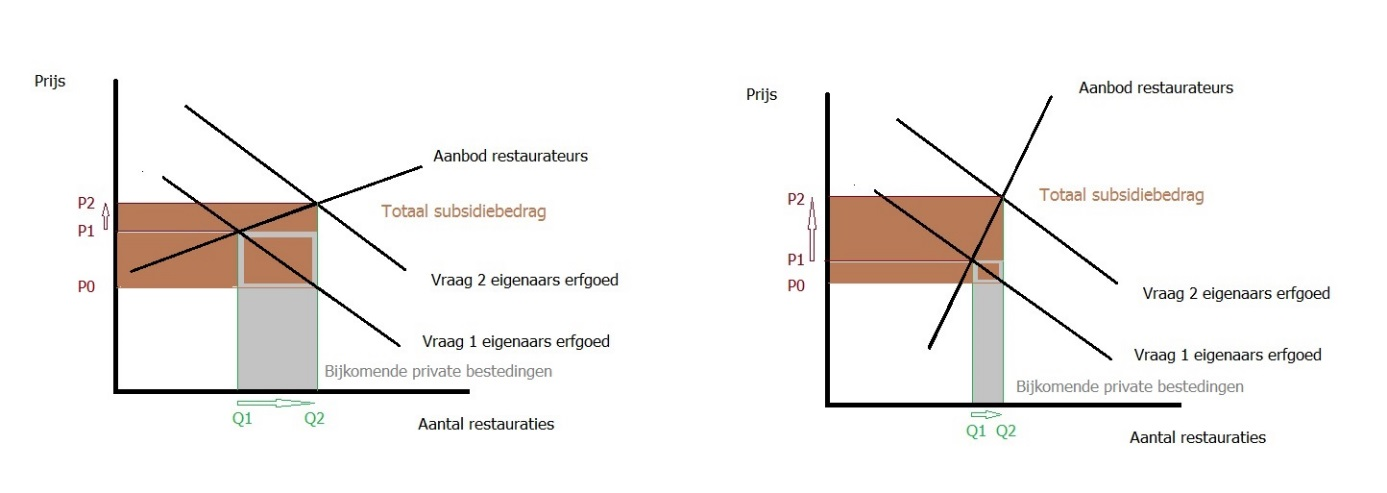 Prijs
Aanbod restaurateurs
P2
Totaal subsidiebedrag
P1
P0
Vraag 2 eigenaars erfgoed
Vraag 1 eigenaars erfgoed
Bijkomende private bestedingen
Q1
Q2
Aantal restauraties
Prijs
Aanbod restaurateurs
P2
Totaal subsidiebedrag
P1
P0
Vraag 2 eigenaars erfgoed
Vraag 1 eigenaars erfgoed
Bijkomende private bestedingen
Q1
Q2
Aantal restauraties